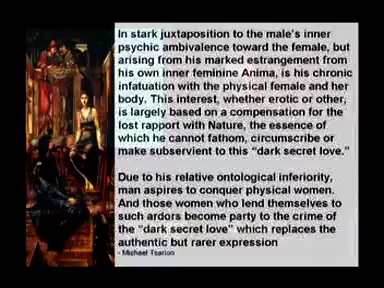 In stark juxtaposition to the male's inner
psychic ambivalence toward the female, but
arising from his marked estrangement from
his own inner feminine Anima, is his chronic
infatuation with the physical female and her
body. This interest, whether erotic or other,
is largely based on a compensation for the
lost rapport with Nature, the essence of
which he cannot fathom, circumscribe or
make subservient to this “dark secret love.”
Due to his relative ontological inferiority,
man aspires to conquer physical women.
And those women who lend themselves to
such ardors become party to the crime of
the “dark secret love” which replaces the
authentic but rarer expression
- Michael Tsarion